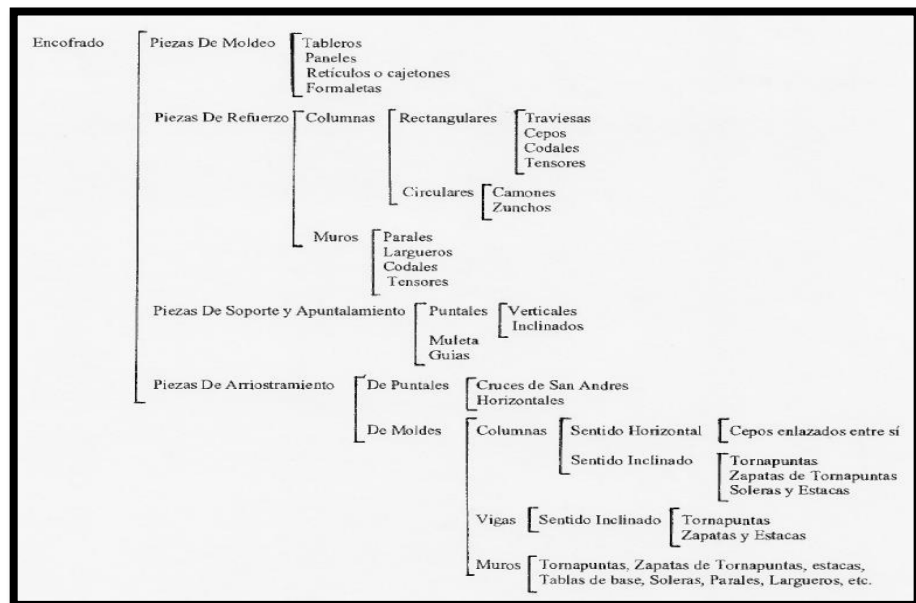 Encofrado
Piezas De Moldeo
Tableros
Paneles
Retículos o cajetones
Formaletas
Piezas De Refuerzo
Columnas
Rectangulares
Traviesas
Cepos
Codales
Tensores
Circulares
Camones
Zunchos
Muros
Parales
Largueros
Codales
Tensores
Piezas De Soporte y Apuntalamiento
Puntales
Verticales
Inclinados
Muleta
Guias
Piezas De Arriostramiento
De Puntales
Cruces de San Andres
Horizontales
De Moldes
Columnas
Sentido Horizontal
Cepos enlazados entre sí
Sentido Inclinado
Tornapuntas
Zapatas de Tornapuntas
Soleras y Estacas
Vigas
Sentido Inclinado
Tornapuntas
Zapatas y Estacas
Muros
Tornapuntas, Zapatas de Tornapuntas, estacas,
Tablas de base, Soleras, Parales, Largueros, etc.